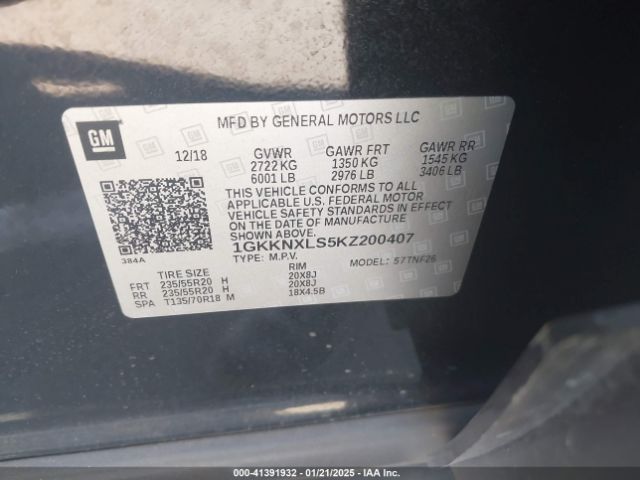 GM
MFD BY GENERAL MOTORS LLC
12/18 GVWR GAWR FRT GAWR RR
2722 KG 1350 KG 1545 KG
6001 LB 2976 LB 3406 LB
THIS VEHICLE CONFORMS TO ALL
APPLICABLE U.S. FEDERAL MOTOR
VEHICLE SAFETY STANDARDS IN EFFECT
ON THE DATE OF MANUFACTURE
SHOWN ABOVE.
1GKKNXLS5KZ200407
384A
TYPE: M.P.V. MODEL: 57TNF26
TIRE SIZE RIM
FRT 235/55R20 H 20X8J
RR 235/55R20 H 20X8J
SPA T135/70R18 M 18X4.5B
000-41391932 - 01/21/2025 - IAA Inc.